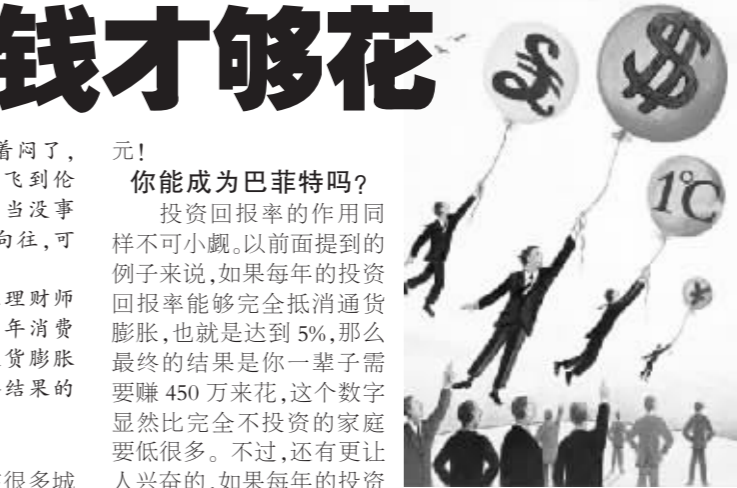 钱才够花
着闷了,
飞到伦
当没事
向往,可
理财师
年消费
货膨胀
结果的
很多城
元!
你能成为巴菲特吗?
投资回报率的作用同
样不可小觑。以前面提到的
例子来说,如果每年的投资
回报率能够完全抵消通货
膨胀,也就是达到 5%,那么
最终的结果是你一辈子需
要赚 450 万来花,这个数字
显然比完全不投资的家庭
要低很多。不过,还有更让
人兴奋的,如果每年的投资
$
1℃